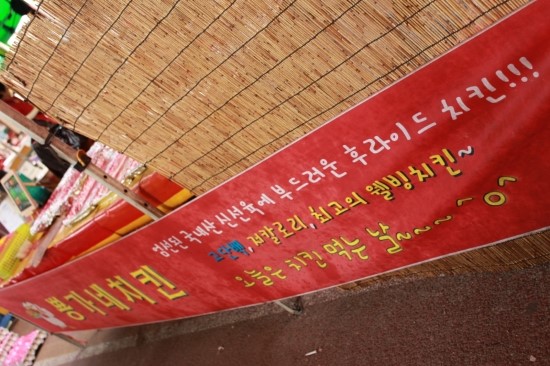 뽕가네치킨
엄선된 국내산 신선육에 부드러운 후라이드 치킨!!!
고단백, 저칼로리, 최고의 웰빙치킨~
오늘은 치킨 먹는 날~~~^o^